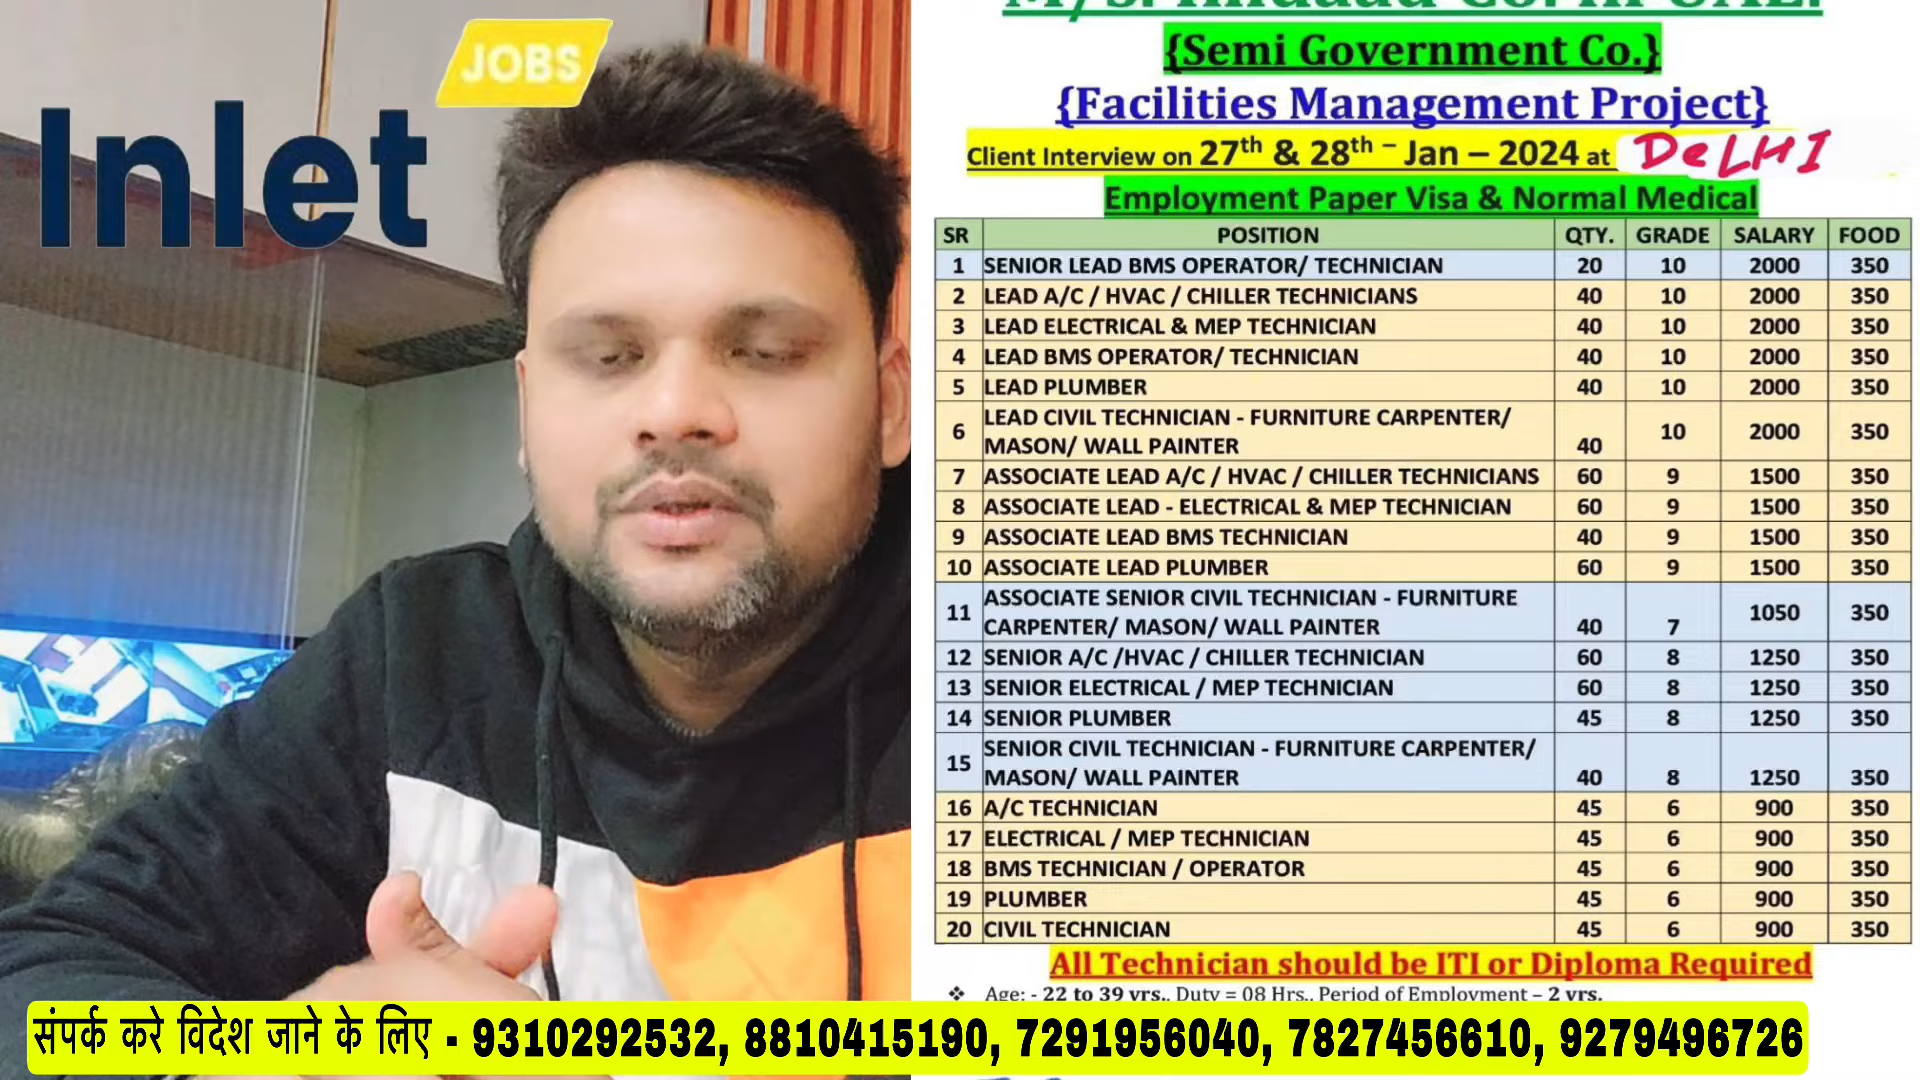 JOBS
Inlet
{Semi Government Co.}
{Facilities Management Project}
Client Interview on 27th & 28th – Jan – 2024 at DeLHI
Employment Paper Visa & Normal Medical
SR POSITION QTY. GRADE SALARY FOOD
1 SENIOR LEAD BMS OPERATOR/ TECHNICIAN 20 10 2000 350
2 LEAD A/C / HVAC / CHILLER TECHNICIANS 40 10 2000 350
3 LEAD ELECTRICAL & MEP TECHNICIAN 40 10 2000 350
4 LEAD BMS OPERATOR/ TECHNICIAN 40 10 2000 350
5 LEAD PLUMBER 40 10 2000 350
6 LEAD CIVIL TECHNICIAN - FURNITURE CARPENTER/
MASON/ WALL PAINTER 40 10 2000 350
7 ASSOCIATE LEAD A/C / HVAC / CHILLER TECHNICIANS 60 9 1500 350
8 ASSOCIATE LEAD - ELECTRICAL & MEP TECHNICIAN 60 9 1500 350
9 ASSOCIATE LEAD BMS TECHNICIAN 40 9 1500 350
10 ASSOCIATE LEAD PLUMBER 60 9 1500 350
11 ASSOCIATE SENIOR CIVIL TECHNICIAN - FURNITURE
CARPENTER/ MASON/ WALL PAINTER 40 7 1050 350
12 SENIOR A/C /HVAC / CHILLER TECHNICIAN 60 8 1250 350
13 SENIOR ELECTRICAL / MEP TECHNICIAN 60 8 1250 350
14 SENIOR PLUMBER 45 8 1250 350
15 SENIOR CIVIL TECHNICIAN - FURNITURE CARPENTER/
MASON/ WALL PAINTER 40 8 1250 350
16 A/C TECHNICIAN 45 6 900 350
17 ELECTRICAL / MEP TECHNICIAN 45 6 900 350
18 BMS TECHNICIAN / OPERATOR 45 6 900 350
19 PLUMBER 45 6 900 350
20 CIVIL TECHNICIAN 45 6 900 350
All Technician should be ITI or Diploma Required
❖ Age: - 22 to 39 yrs., Duty = 08 Hrs., Period of Employment – 2 yrs.
संपर्क करे विदेश जाने के लिए - 9310292532, 8810415190, 7291956040, 7827456610, 9279496726